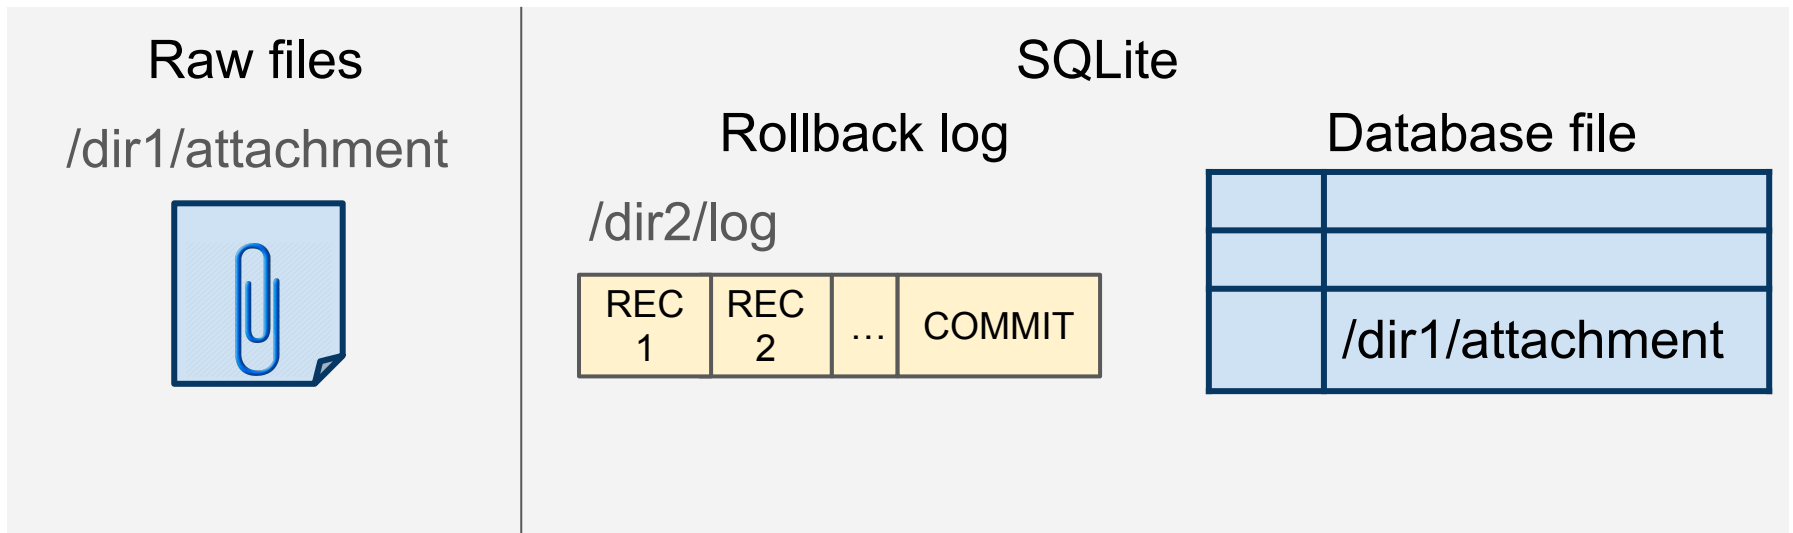 Raw files
/dir1/attachment
SQLite
Rollback log
/dir2/log
REC
1
REC
2
...
COMMIT
Database file
/dir1/attachment